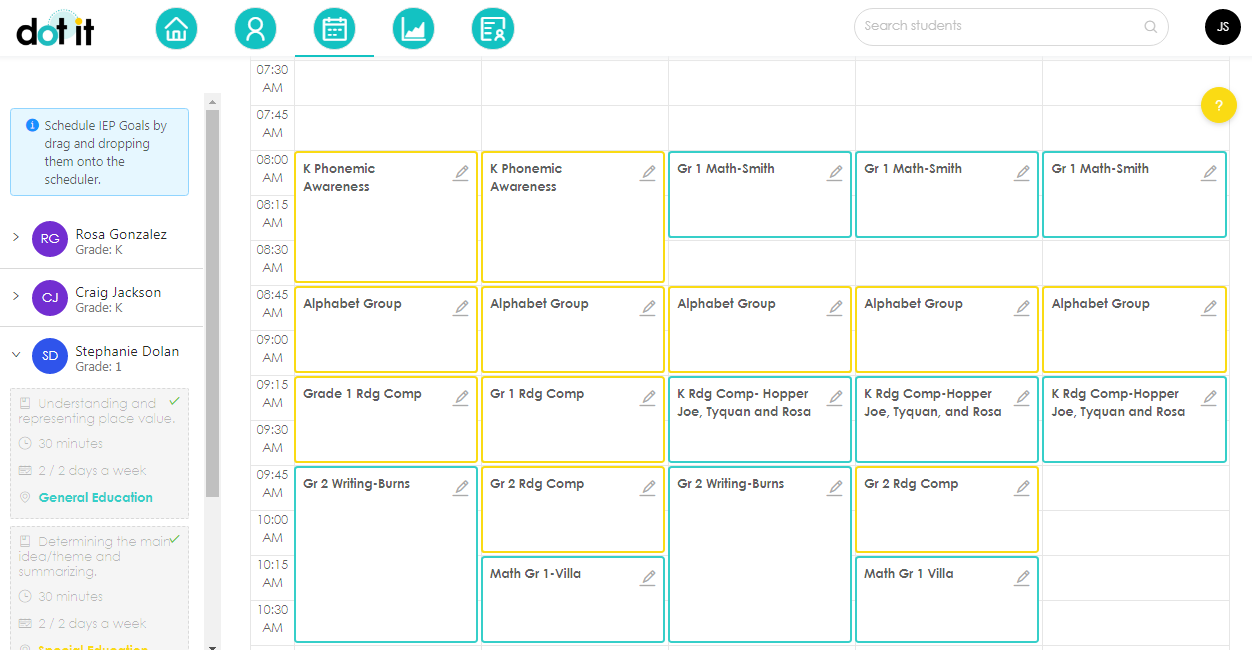 dot it
Search students
JS
?
Schedule IEP Goals by
drag and dropping
them onto the
scheduler.
RG
Rosa Gonzalez
Grade: K
CJ
Craig Jackson
Grade: K
SD
Stephanie Dolan
Grade: 1
Understanding and
representing place value.
30 minutes
2 / 2 days a week
General Education
Determining the main
idea/theme and
summarizing.
30 minutes
2 / 2 days a week
Special Education
07:30
AM
07:45
AM
08:00
AM
K Phonemic
Awareness
K Phonemic
Awareness
Gr 1 Math-Smith
Gr 1 Math-Smith
Gr 1 Math-Smith
08:15
AM
08:30
AM
08:45
AM
Alphabet Group
Alphabet Group
Alphabet Group
Alphabet Group
Alphabet Group
09:00
AM
09:15
AM
Grade 1 Rdg Comp
Gr 1 Rdg Comp
K Rdg Comp- Hopper
Joe, Tyquan and Rosa
K Rdg Comp-Hopper
Joe, Tyquan, and Rosa
K Rdg Comp-Hopper
Joe, Tyquan and Rosa
09:30
AM
09:45
AM
Gr 2 Writing-Burns
Gr 2 Rdg Comp
Gr 2 Writing-Burns
Gr 2 Rdg Comp
10:00
AM
10:15
AM
Math Gr 1-Villa
Math Gr 1 Villa
10:30
AM